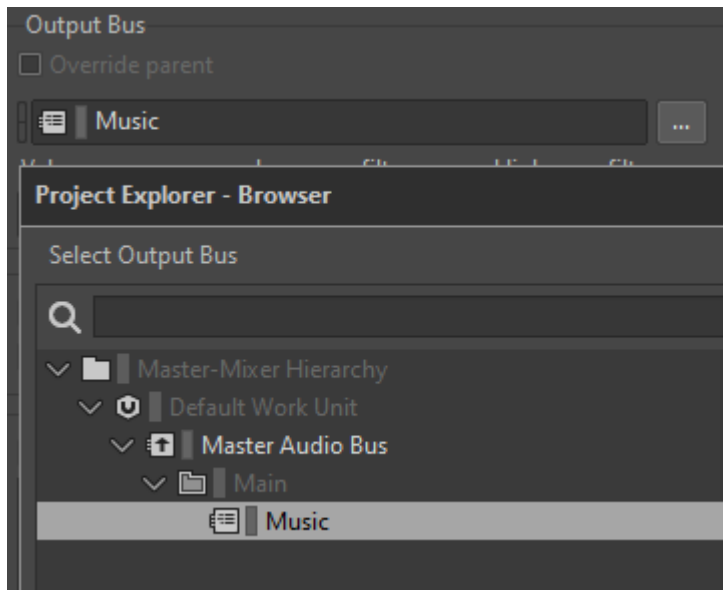 Output Bus
Override parent
Music
...
Project Explorer - Browser
Select Output Bus
Master-Mixer Hierarchy
Default Work Unit
Master Audio Bus
Main
Music